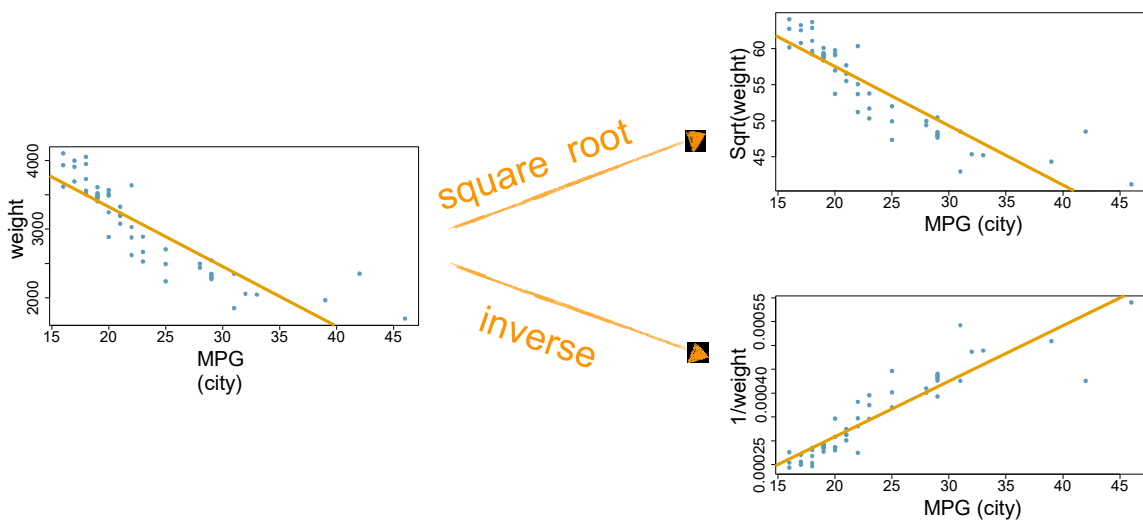 4000
3000
2000
weight
15 20 25 30 35 40 45
MPG
(city)
square root
inverse
60
55
50
45
Sqrt(weight)
15 20 25 30 35 40 45
MPG (city)
0.00055
0.00040
0.00025
1/weight
15 20 25 30 35 40 45
MPG (city)